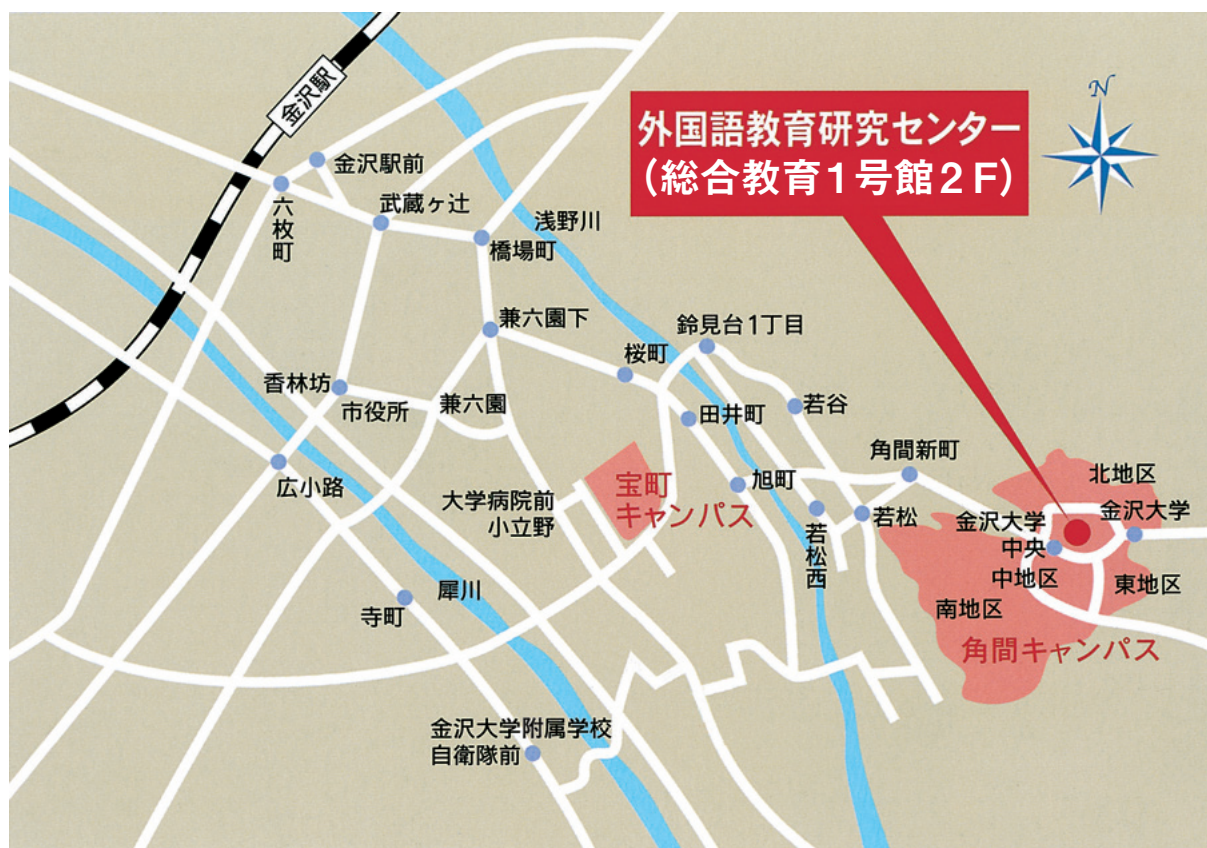 N
金沢駅
外国語教育研究センター
(総合教育1号館2F)
金沢駅前
六枚町
武蔵ヶ辻
浅野川
橋場町
兼六園下
鈴見台1丁目
桜町
香林坊
市役所
兼六園
田井町
若谷
角間新町
広小路
大学病院前
小立野
宝町
キャンパス
旭町
若松
若松西
北地区
金沢大学
中央
金沢大学
中地区
東地区
南地区
角間キャンパス
寺町
犀川
金沢大学附属学校
自衛隊前